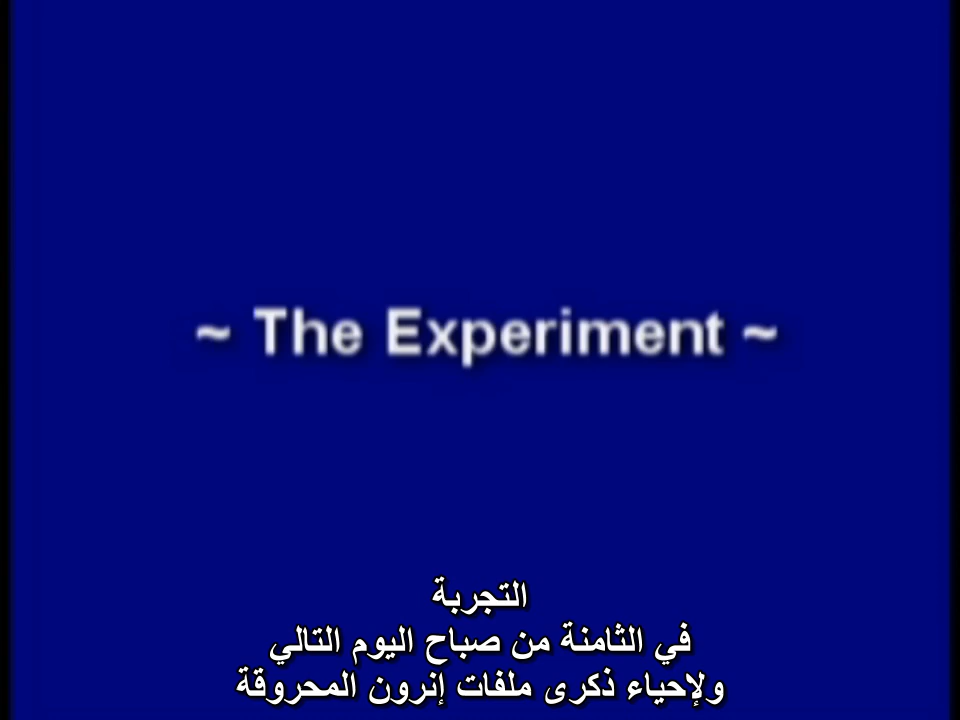 ~ The Experiment ~
التجربة
في الثامنة من صباح اليوم التالي
ولإحياء ذكرى ملفات إنرون المحروقة